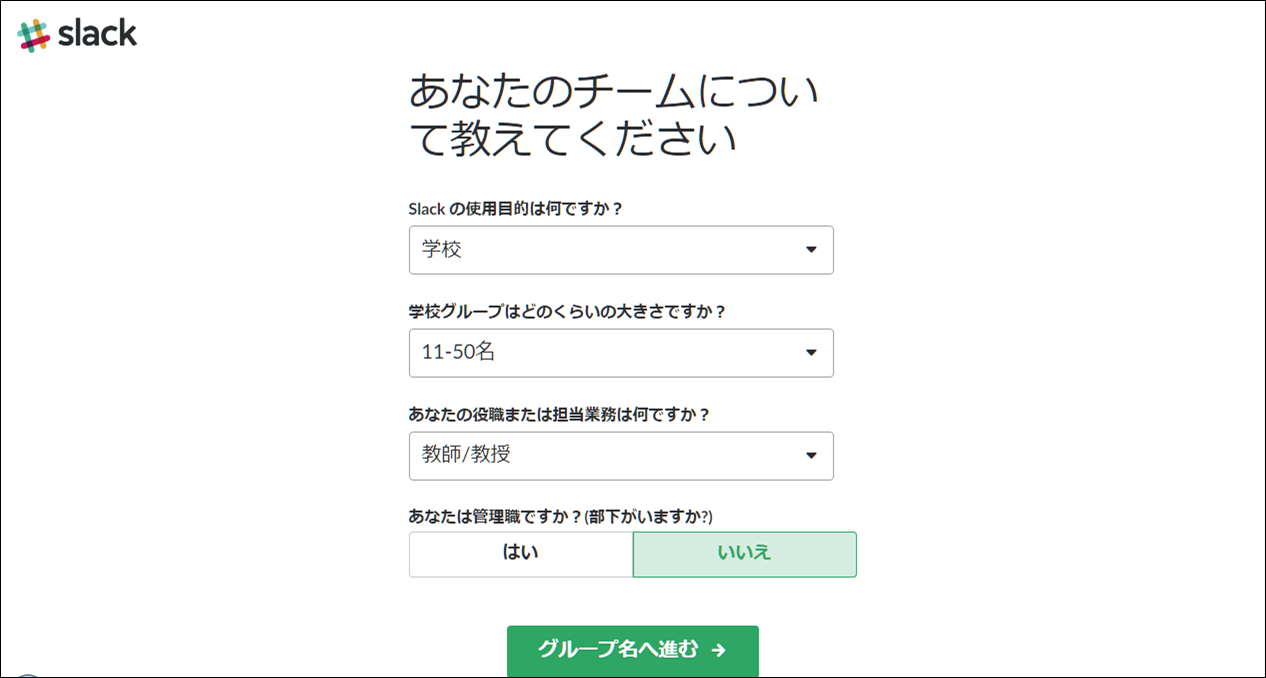 slack
あなたのチームについ
て教えてください
Slack の使用目的は何ですか？
学校
学校グループはどのくらいの大きさですか？
11-50名
あなたの役職または担当業務は何ですか？
教師/教授
あなたは管理職ですか？(部下がいますか?)
はい いいえ
グループ名へ進む →